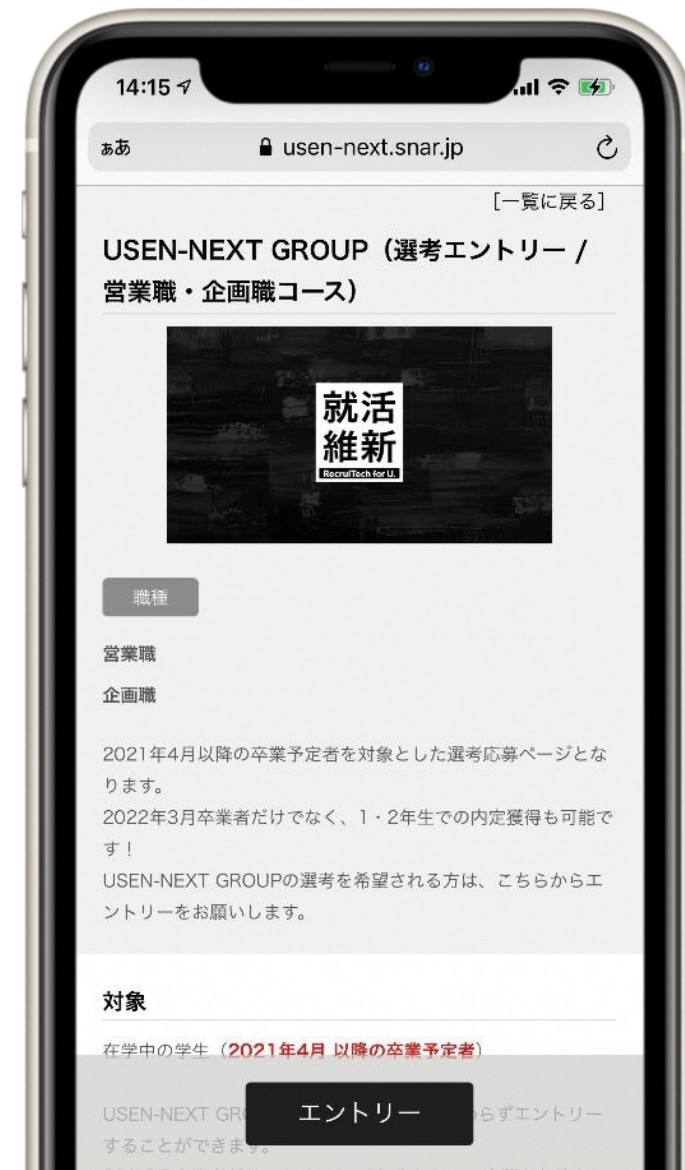 14:15
ぁあ usen-next.snar.jp
[一覧に戻る]
USEN-NEXT GROUP（選考エントリー /
営業職・企画職コース）
就活
維新
RecruiTech for U.
職種
営業職
企画職
2021年4月以降の卒業予定者を対象とした選考応募ページとな
ります。
2022年3月卒業者だけでなく、1・2年生での内定獲得も可能で
す！
USEN-NEXT GROUPの選考を希望される方は、こちらからエ
ントリーをお願いします。
対象
在学中の学生（2021年4月 以降の卒業予定者）
USEN-NEXT GR らずエントリー
エントリー
することができます。